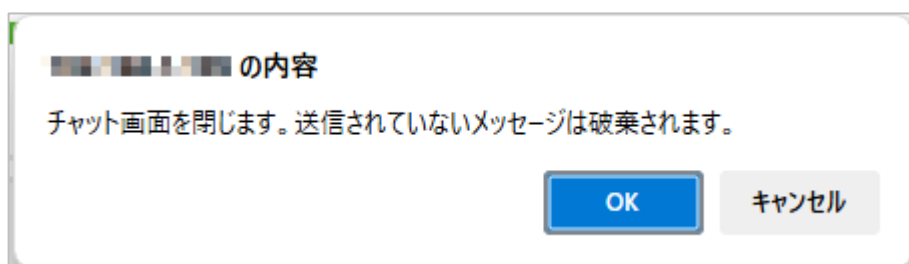 の内容
チャット画面を閉じます。送信されていないメッセージは破棄されます。
OK
キャンセル